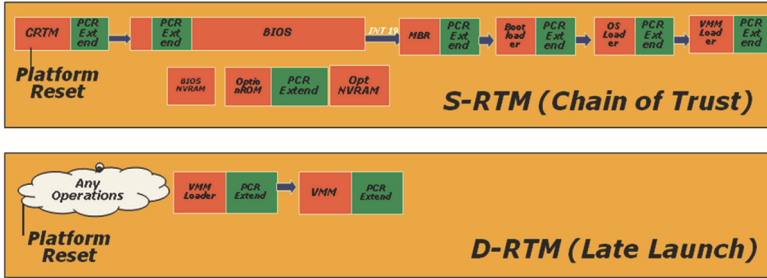 CRTM
PCR
Ext
end
PCR
Ext
end
BIOS
INT 19
MBR
PCR
Ext
end
Boot
load
er
PCR
Ext
end
OS
Load
er
PCR
Ext
end
VMM
Load
er
PCR
Ext
end
Platform
Reset
BIOS
NVRAM
Optio
nROM
PCR
Extend
Opt
NVRAM
S-RTM (Chain of Trust)
Any
Operations
VMM
Loader
PCR
Extend
VMM
PCR
Extend
Platform
Reset
D-RTM (Late Launch)